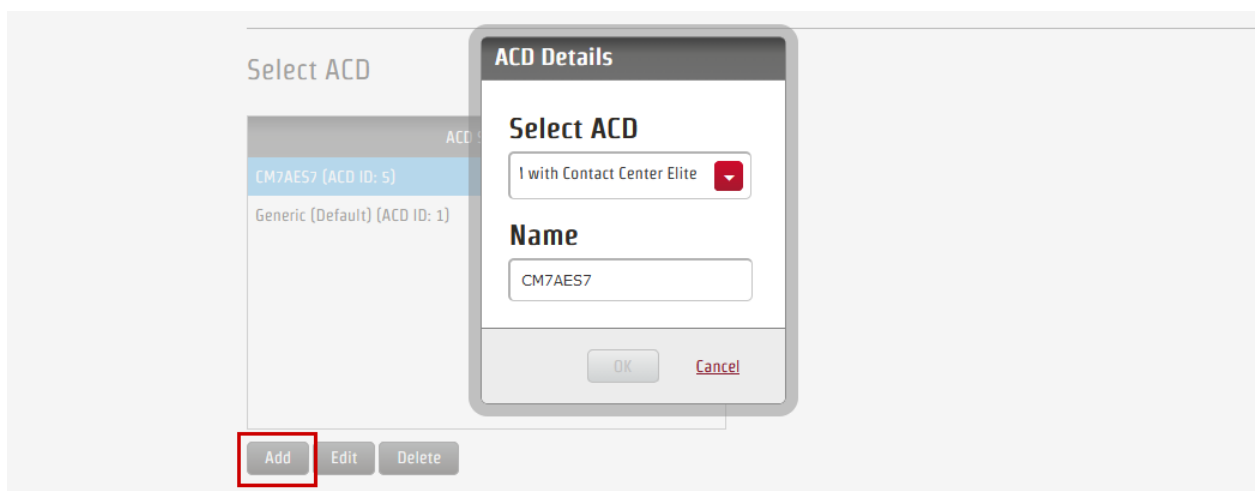 Select ACD
ACD
CM7AES7 (ACD ID: 5)
Generic (Default) (ACD ID: 1)
Add
Edit
Delete
ACD Details
Select ACD
with Contact Center Elite
Name
CM7AES7
OK
Cancel